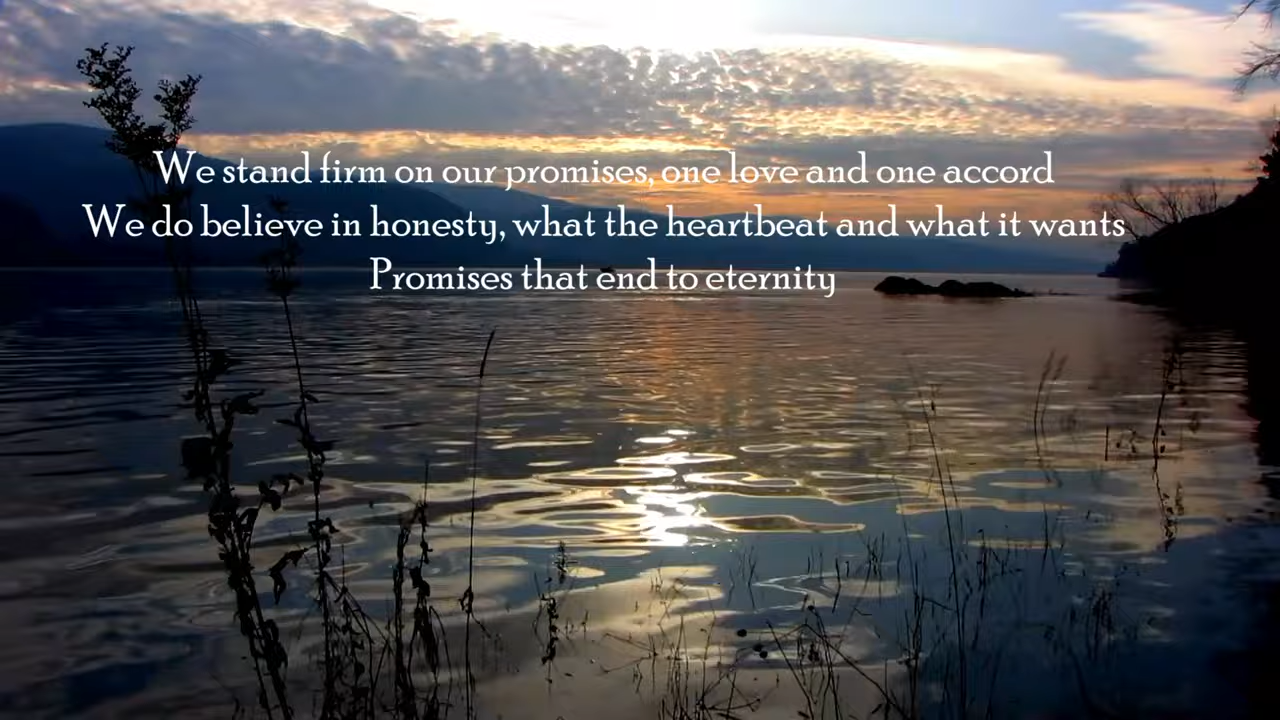 We stand firm on our promises, one love and one accord
We do believe in honesty, what the heartbeat and what it wants
Promises that end to eternity